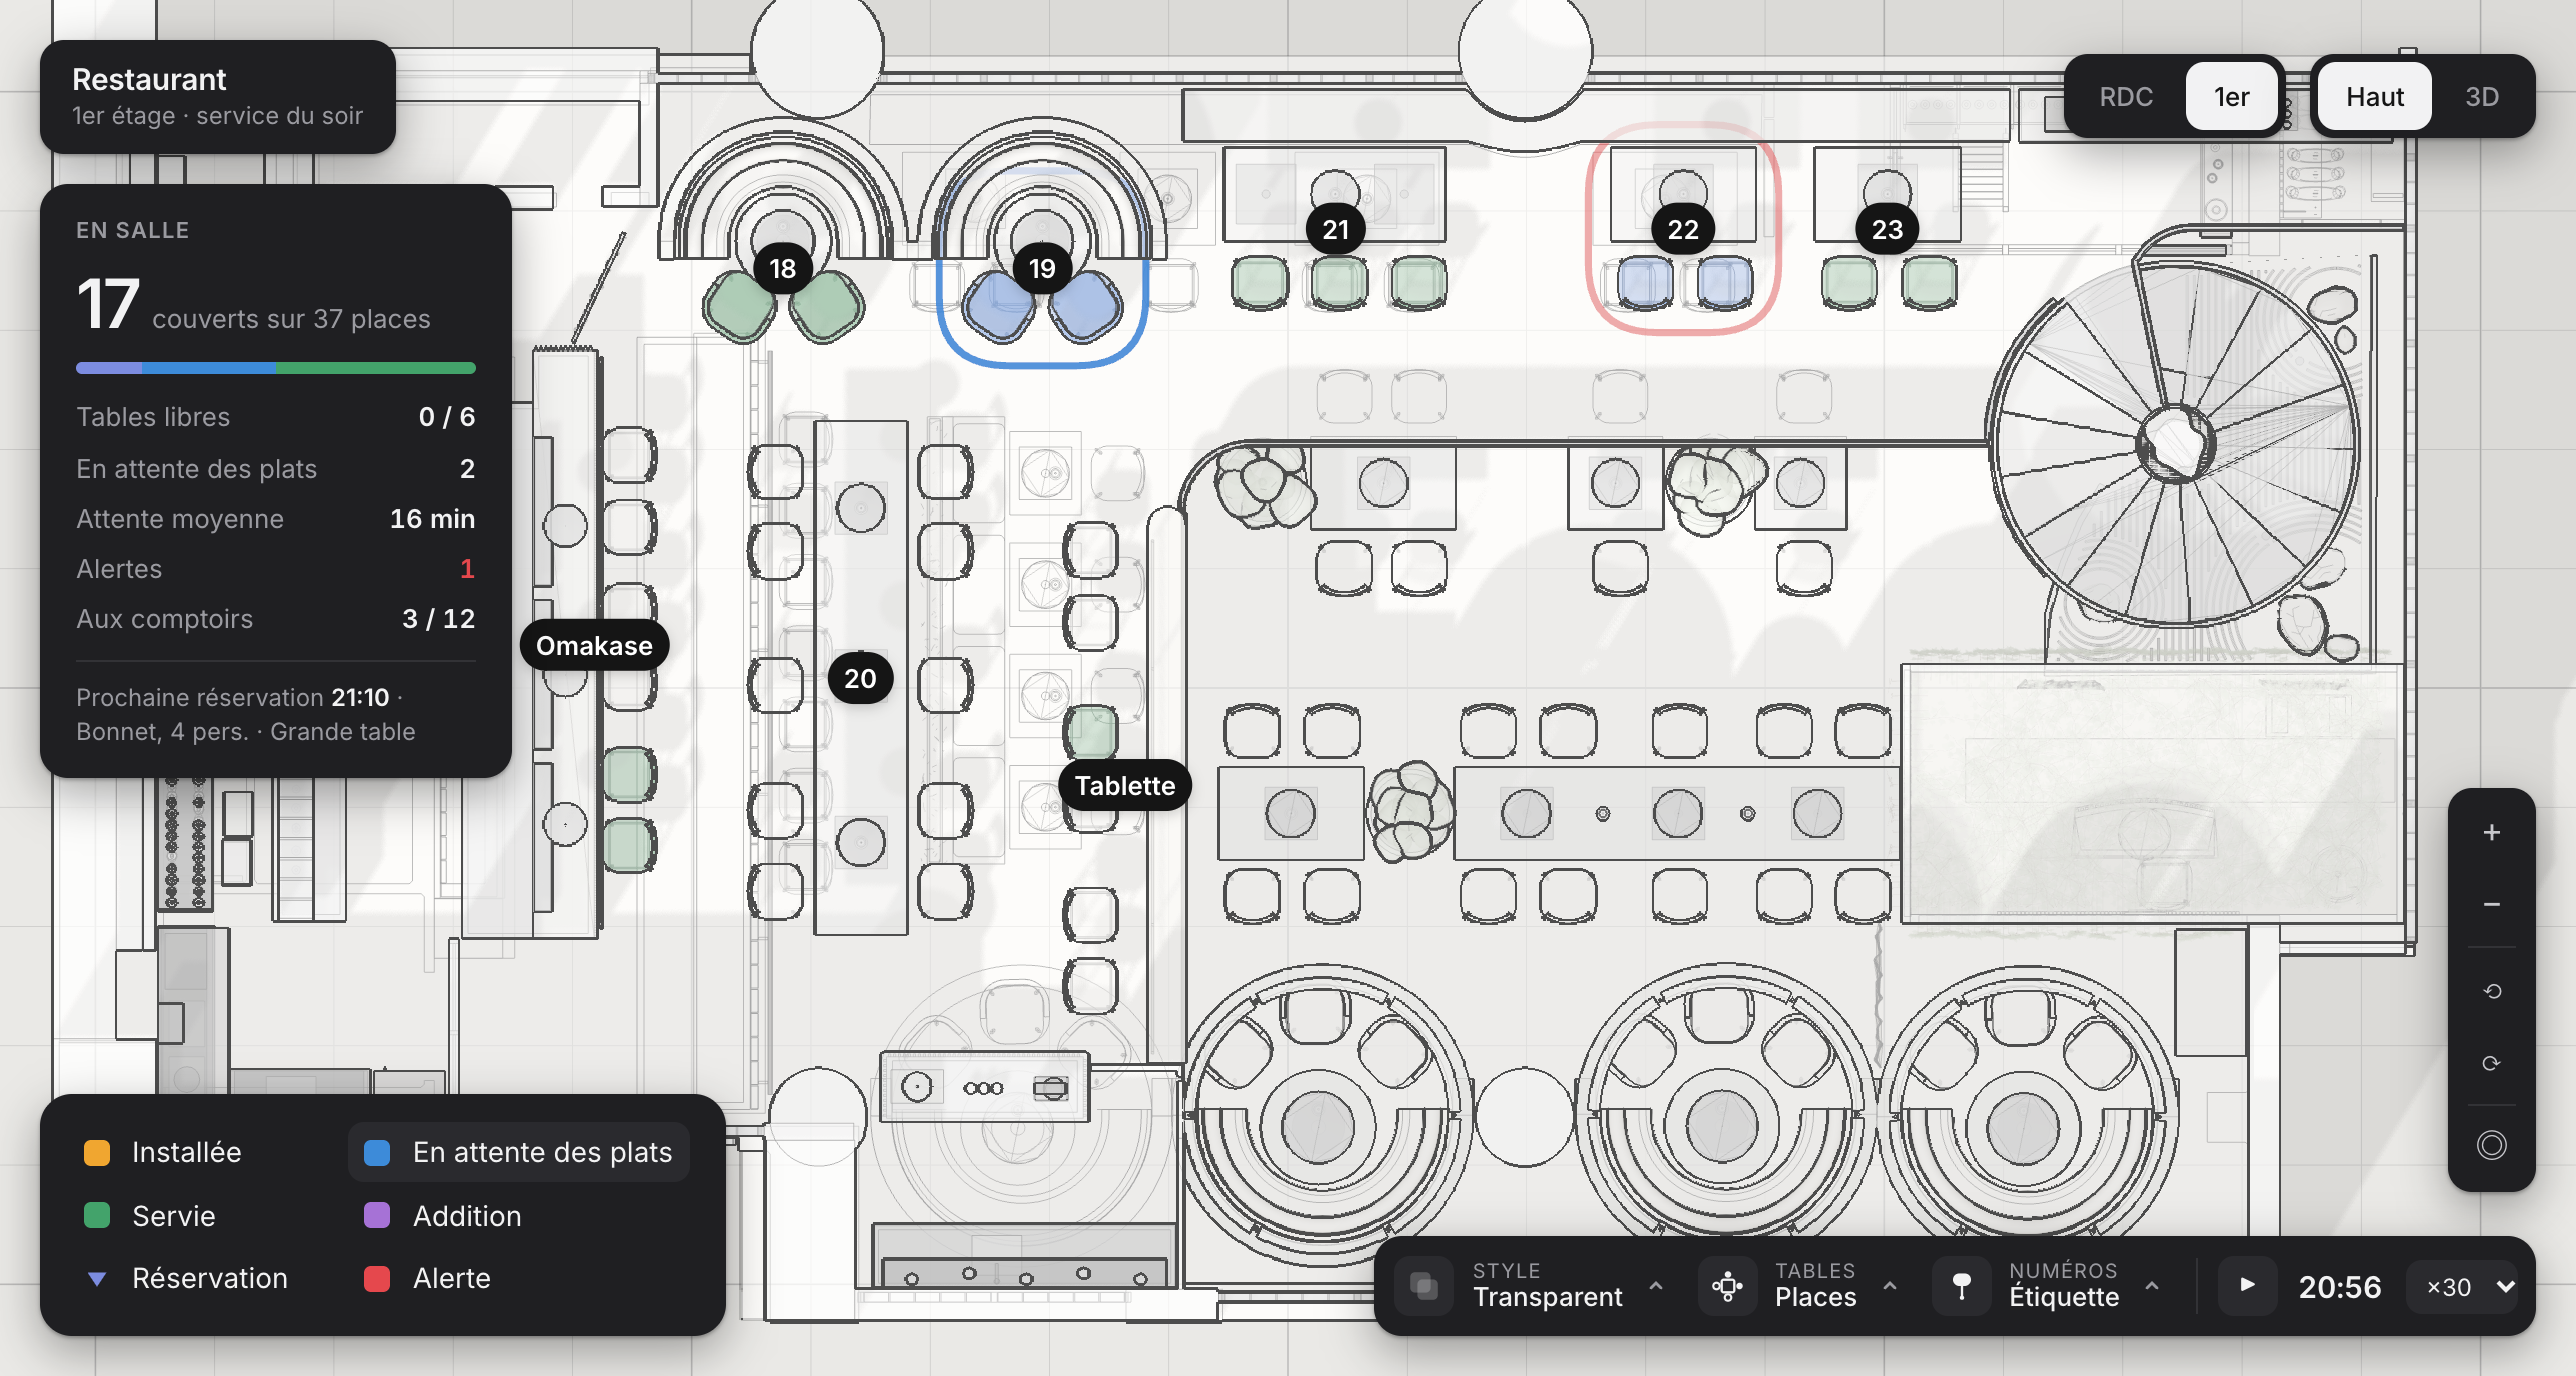 Restaurant
1er étage · service du soir
RDC
1er
Haut
3D
EN SALLE
17 couverts sur 37 places
Tables libres 0 / 6
En attente des plats 2
Attente moyenne 16 min
Alertes 1
Aux comptoirs 3 / 12
Prochaine réservation 21:10 ·
Bonnet, 4 pers. · Grande table
18
19
21
22
23
Omakase
20
Tablette
Installée
En attente des plats
Servie
Addition
Réservation
Alerte
STYLE
Transparent
TABLES
Places
NUMÉROS
Étiquette
20:56
×30